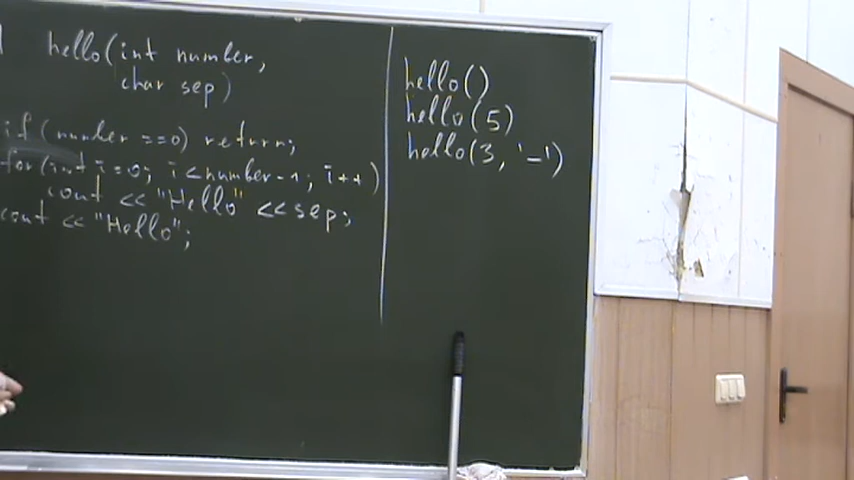 hello(int number,
char sep)
if (number ==0) return;
for(int i=0; i<number-1; i++)
cout << "Hello" << sep;
cout << "Hello";
hello()
hello(5)
hello(3, '-')